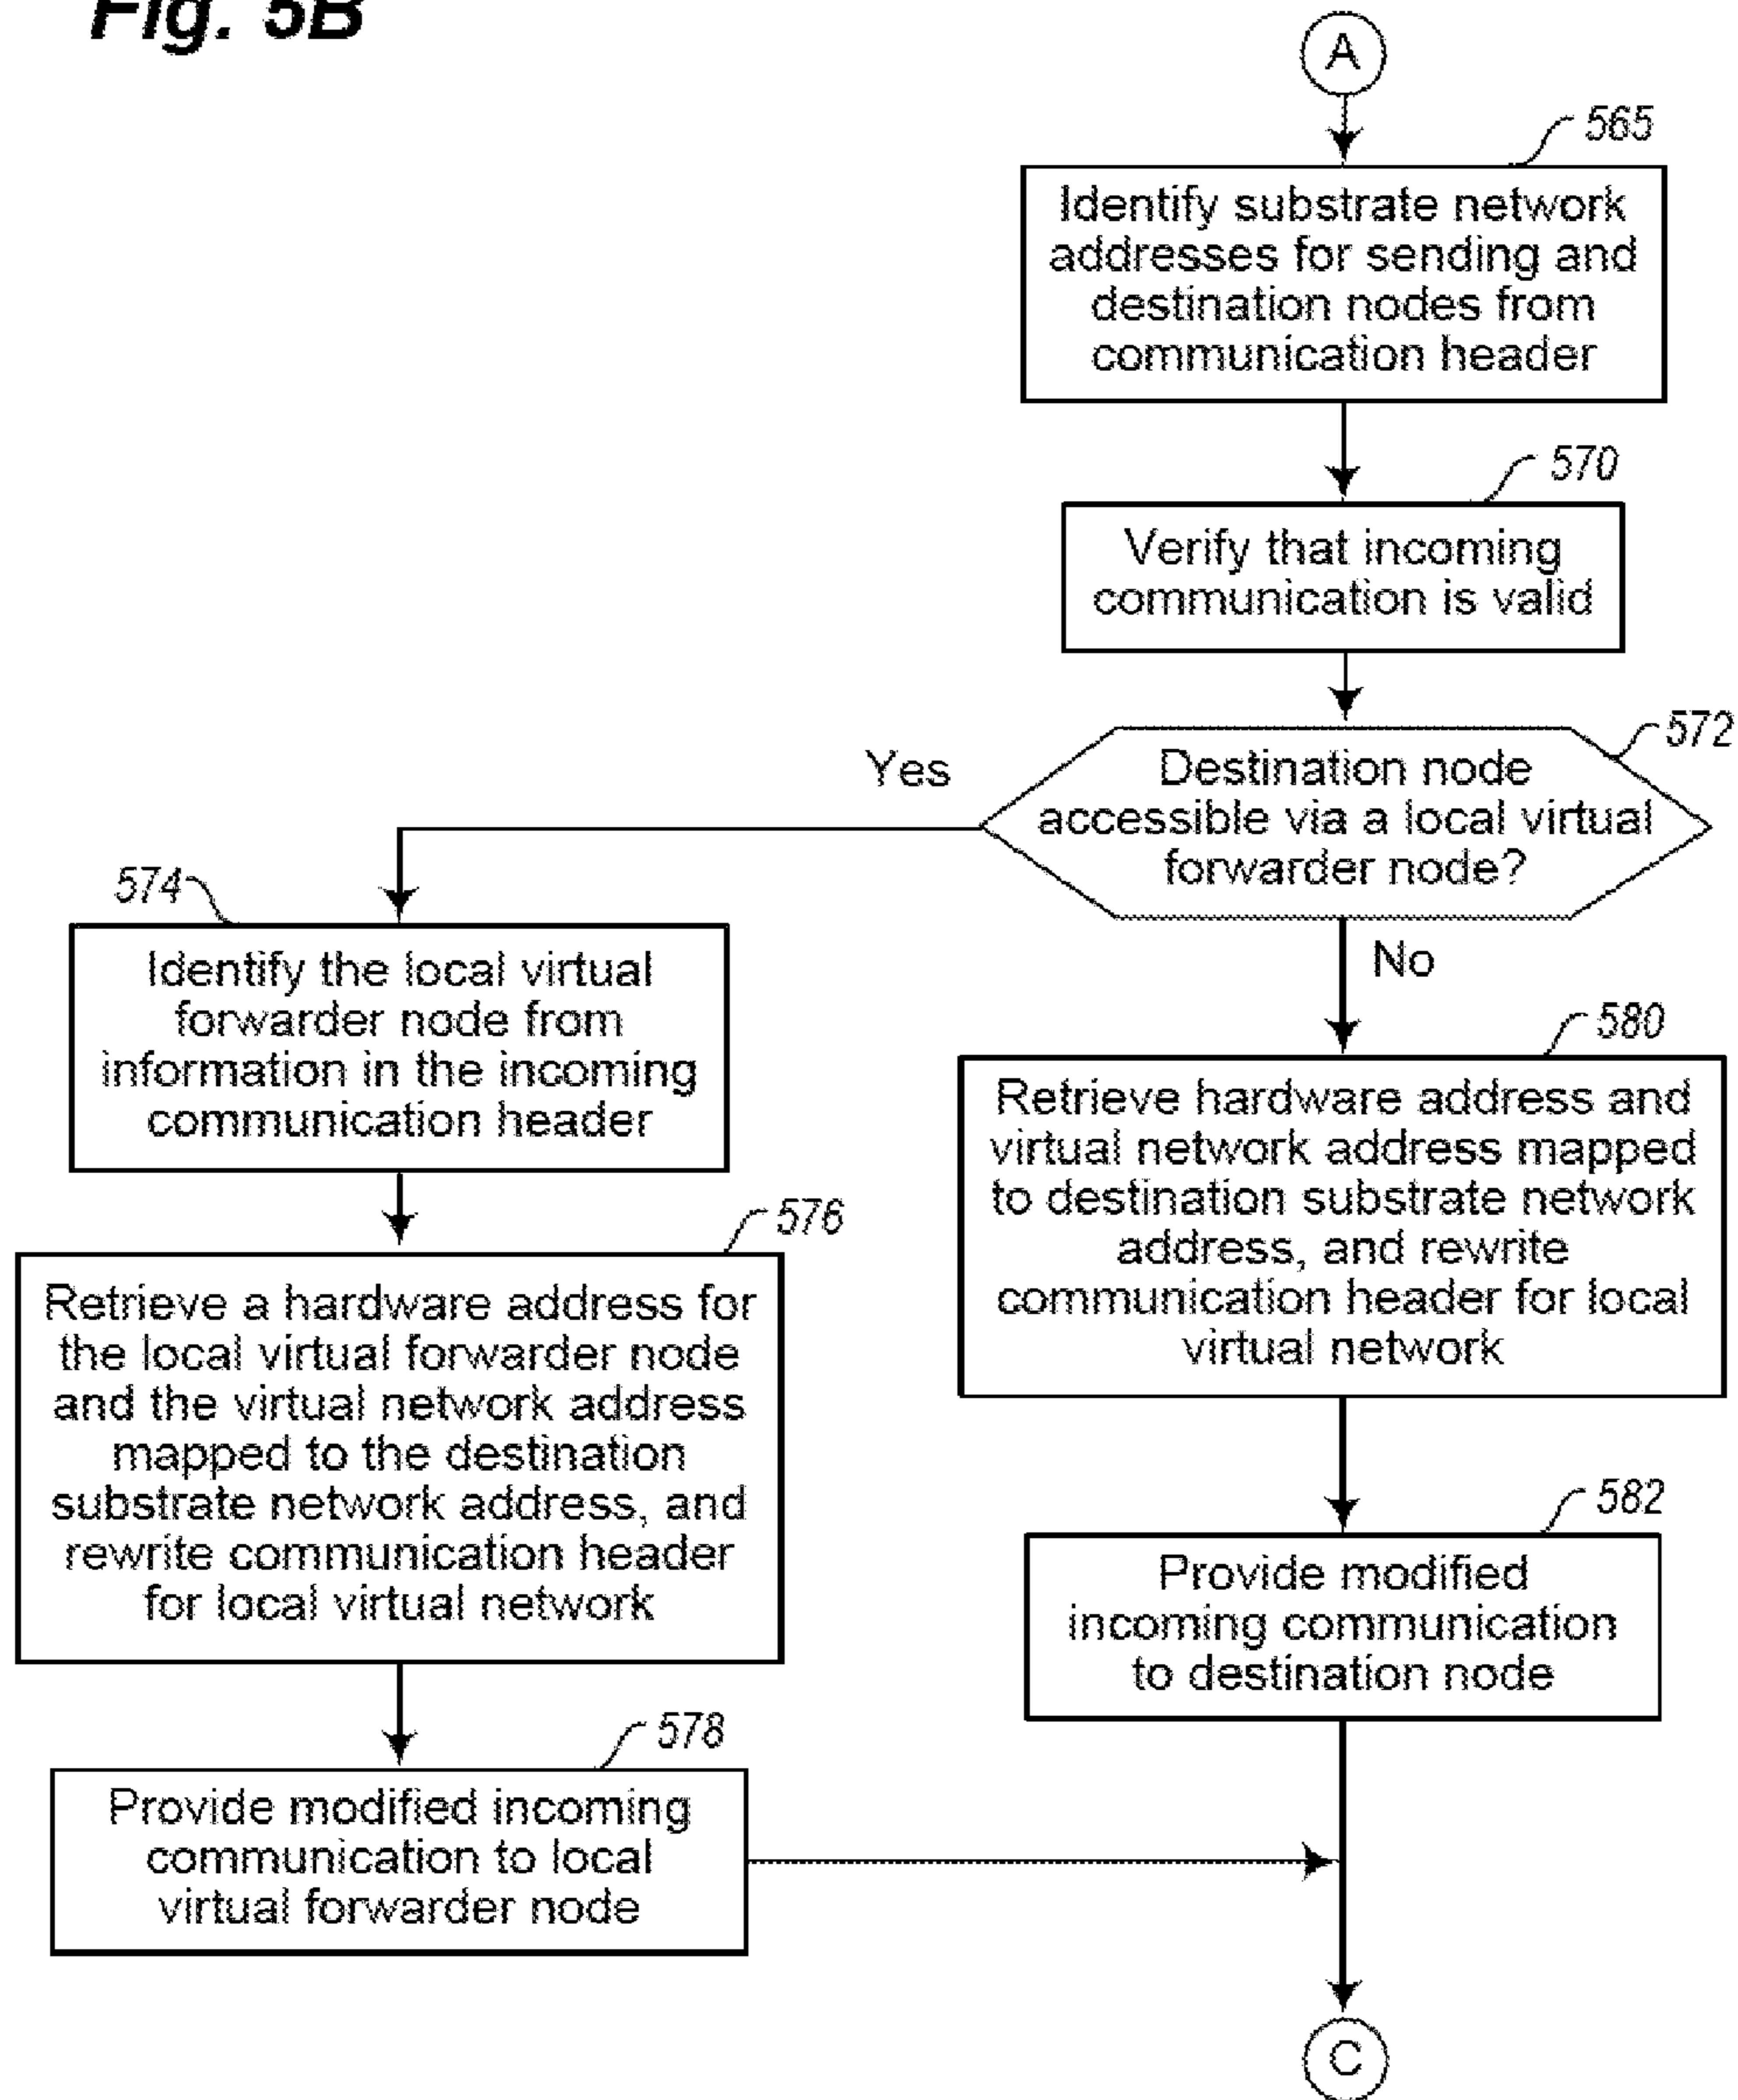 Fig. 5B
A
565
Identify substrate network
addresses for sending and
destination nodes from
communication header
570
Verify that incoming
communication is valid
572
Destination node
accessible via a local virtual
forwarder node?
Yes
No
574
Identify the local virtual
forwarder node from
information in the incoming
communication header
576
Retrieve a hardware address for
the local virtual forwarder node
and the virtual network address
mapped to the destination
substrate network address, and
rewrite communication header
for local virtual network
578
Provide modified incoming
communication to local
virtual forwarder node
580
Retrieve hardware address and
virtual network address mapped
to destination substrate network
address, and rewrite
communication header for local
virtual network
582
Provide modified
incoming communication
to destination node
C